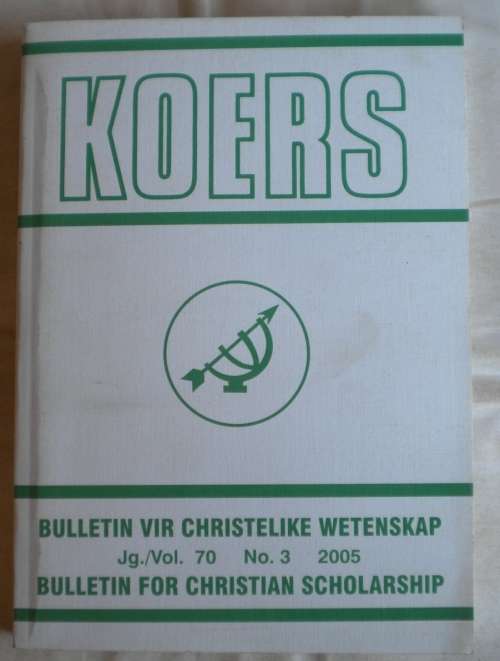 KOERS
BULLETIN VIR CHRISTELIKE WETENSKAP
Jg./Vol. 70 No. 3 2005
BULLETIN FOR CHRISTIAN SCHOLARSHIP